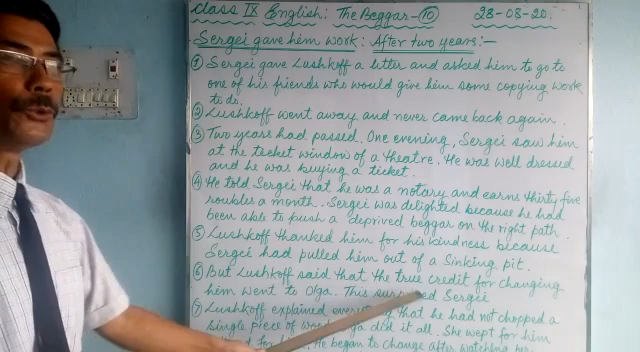 Class IX English: The Beggar-10 28-08-20.
Sergei gave him work: After two years:-
① Sergei gave Lushkoff a letter and asked him to go to
one of his friends who would give him some copying work
to do.
② Lushkoff went away and never came back again.
③ Two years had passed. One evening, Sergei saw him
at the ticket window of a theatre. He was well dressed
and he was buying a ticket.
④ He told Sergei that he was a notary and earns thirty five
roubles a month. Sergei was delighted because he had
been able to push a deprived beggar on the right path.
⑤ Lushkoff thanked him for his kindness because
Sergei had pulled him out of a sinking pit.
⑥ But Lushkoff said that the true credit for changing
him went to Olga. This Sergei
⑦ Lushkoff explained that he had not chopped a
single piece of did it all. She wept for him
for him. He began to change after watching her